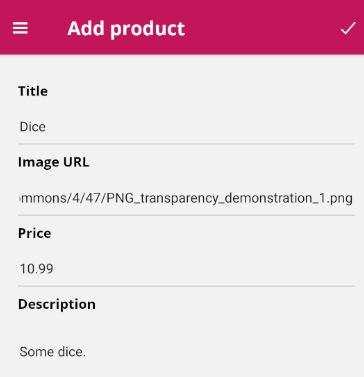 Add product
Title
Dice
Image URL
ommons/4/47/PNG_transparency_demonstration_1.png
Price
10.99
Description
Some dice.